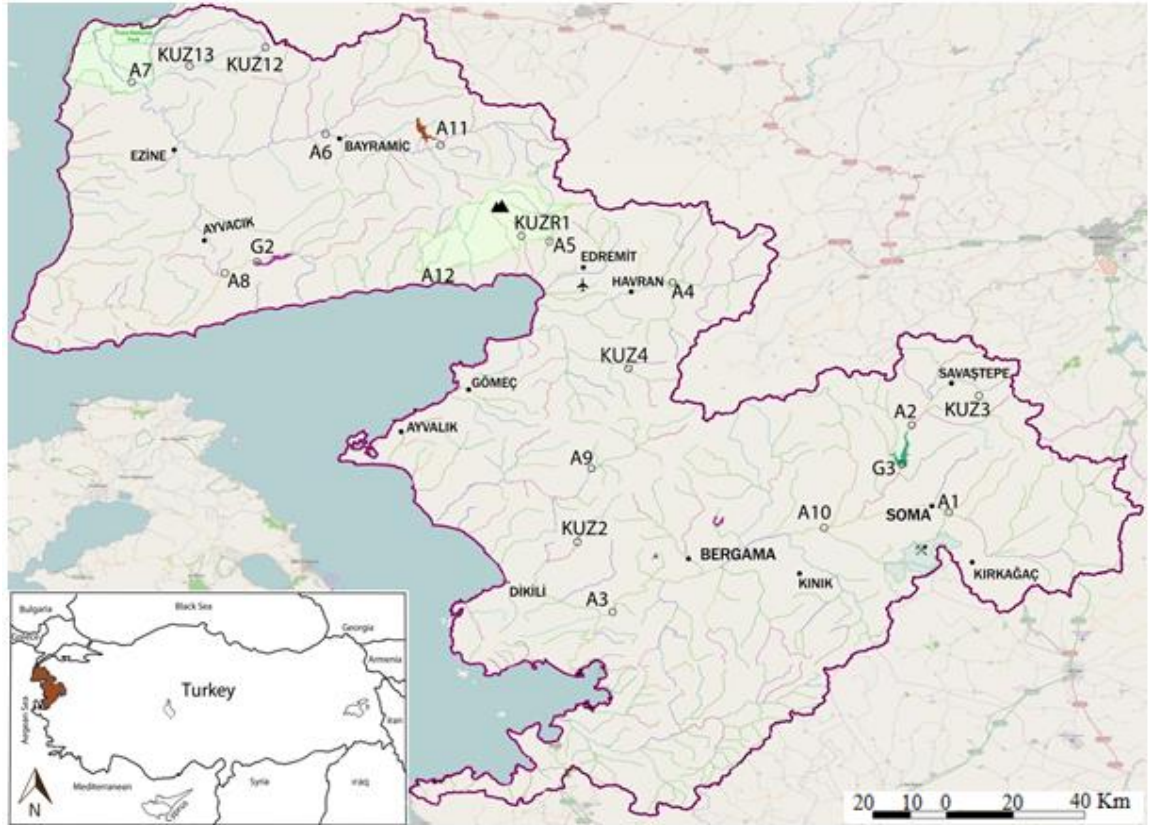 KUZ13
KUZ12
A7
A6
BAYRAMİÇ
A11
EZİNE
AYVACIK
G2
A8
KUZR1
A5
A12
EDREMİT
HAVRAN
A4
KUZ4
GÖMEÇ
SAVAŞTEPE
KUZ3
AYVALIK
A2
A9
G3
A10
SOMA
A1
KUZ2
BERGAMA
KINIK
KIRKAĞAÇ
DİKİLİ
A3
Bulgaria
Black Sea
Georgia
Armenia
Turkey
Aegean Sea
Iran
Mediterranean
Syria
Cyprus
N
20 10 0 20 40 Km